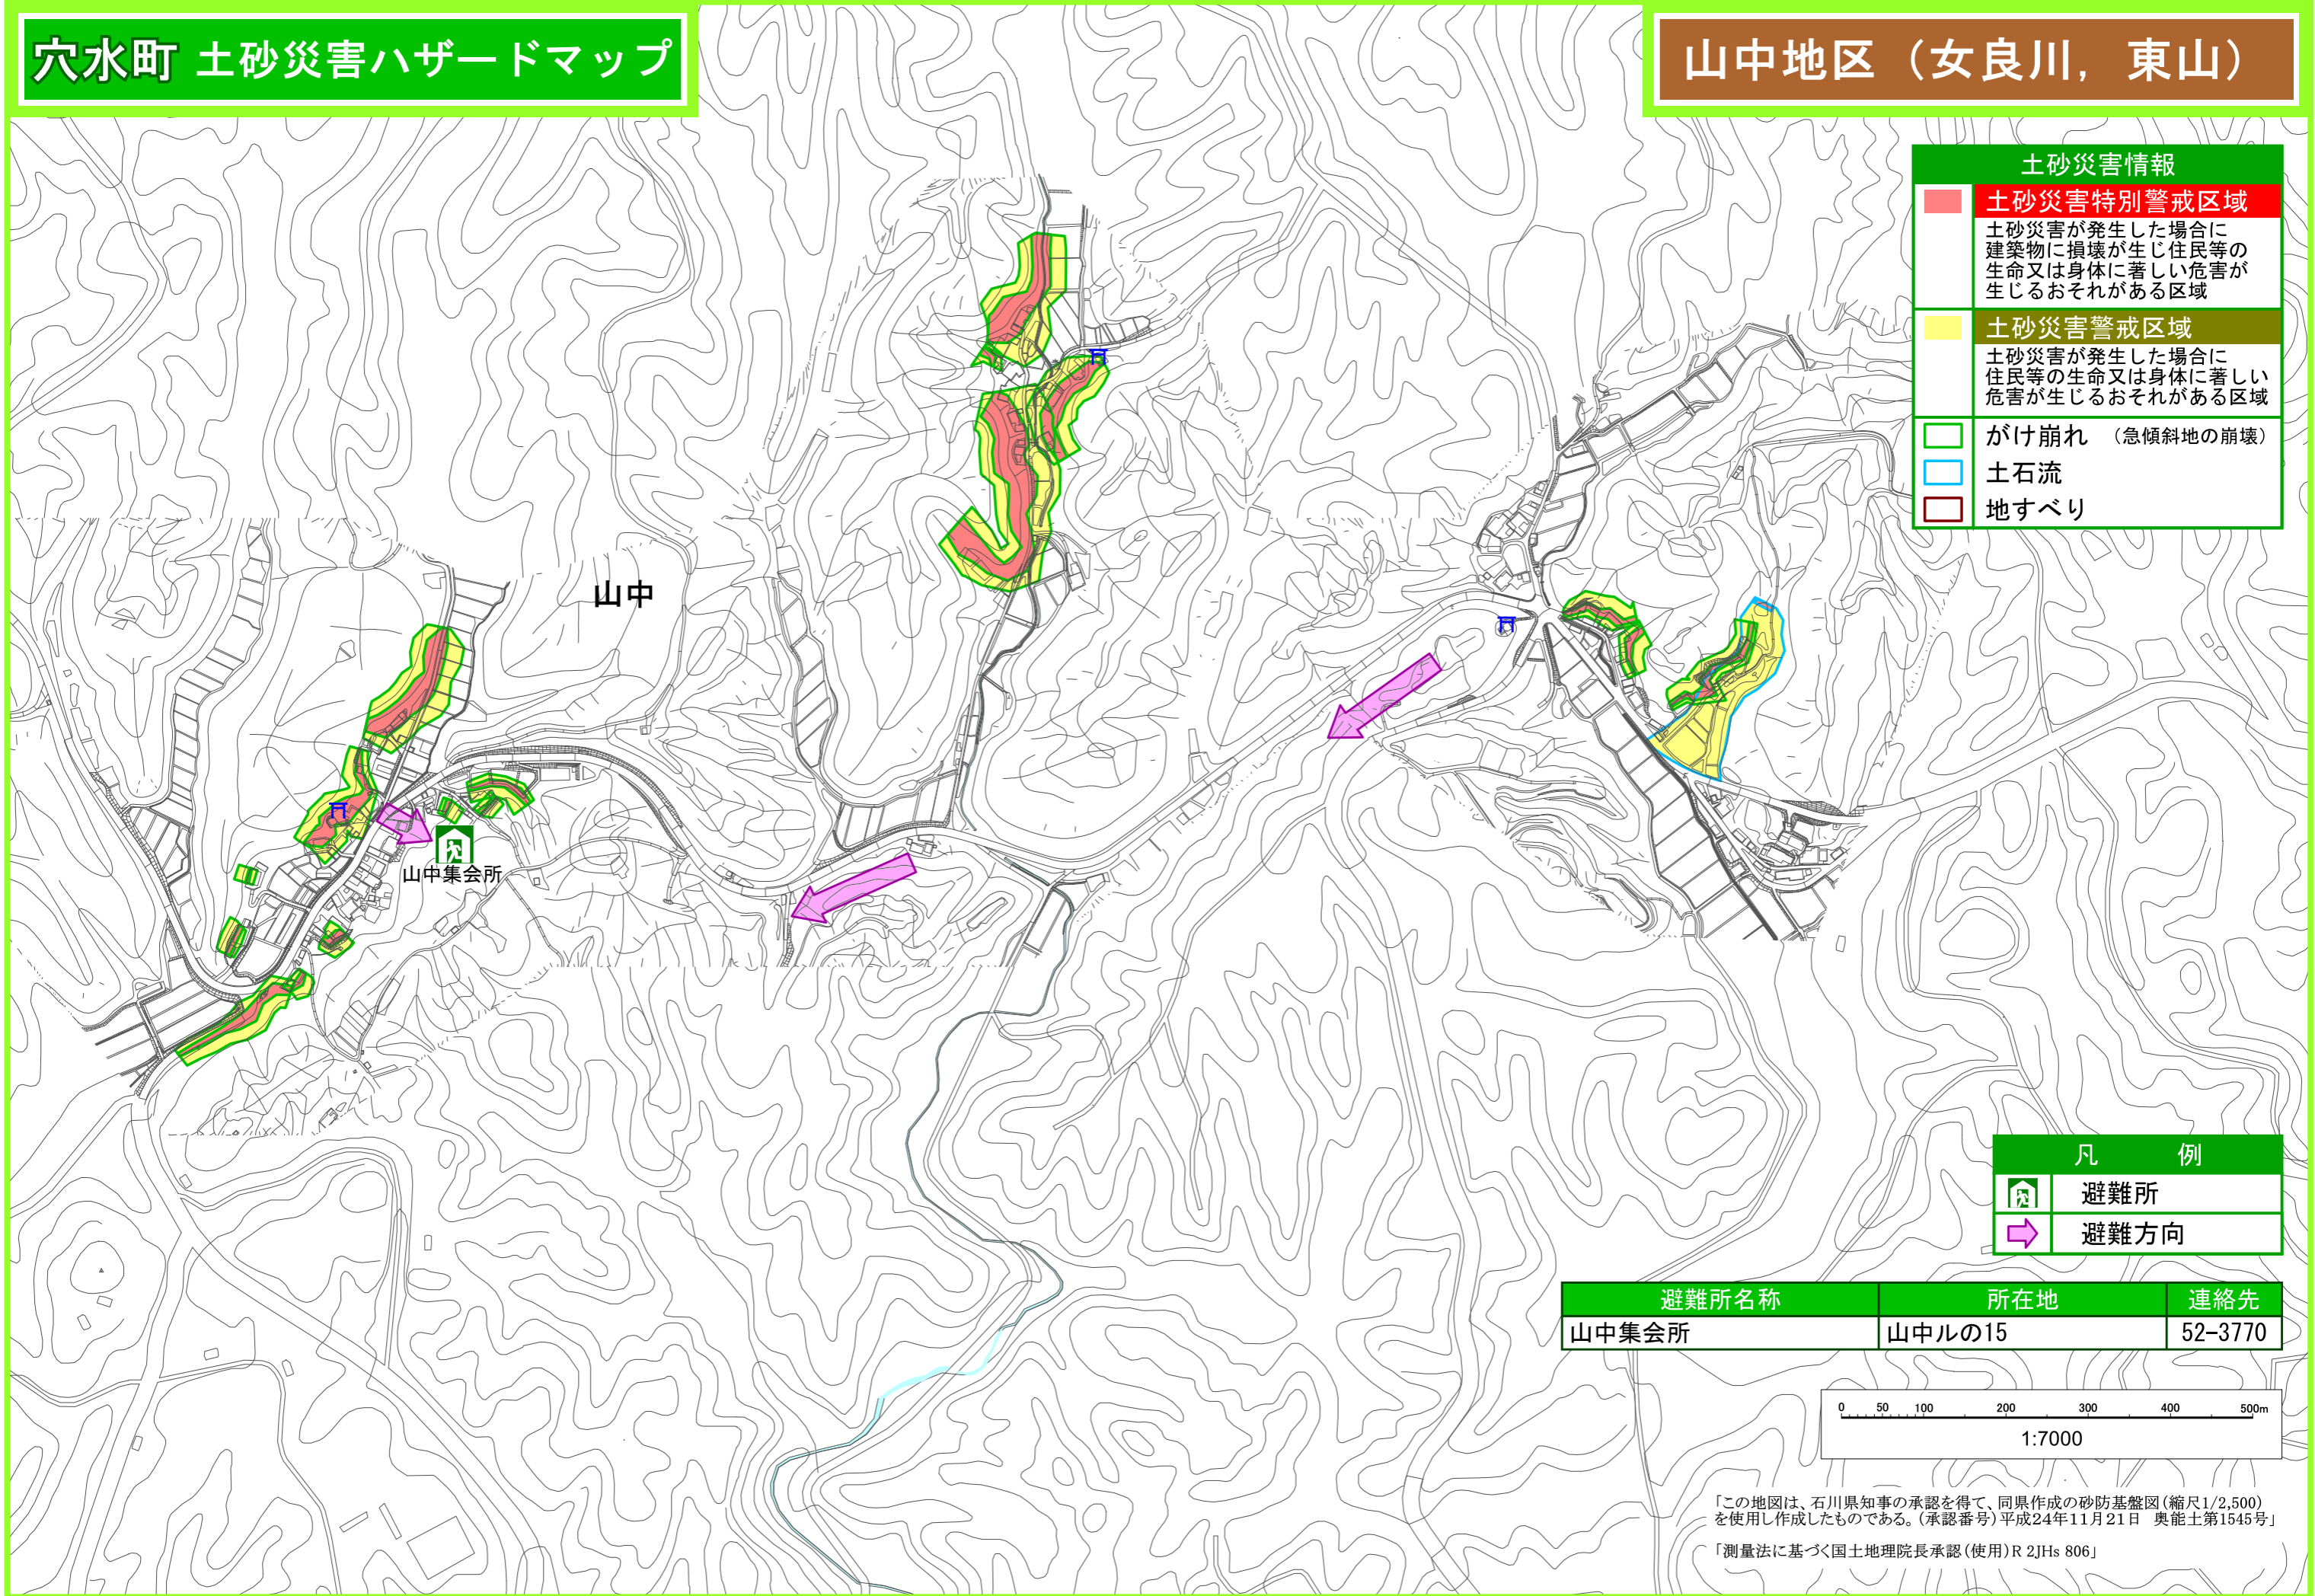 穴水町 土砂災害ハザードマップ
山中地区（女良川，東山）
土砂災害情報
土砂災害特別警戒区域
土砂災害が発生した場合に
建築物に損壊が生じ住民等の
生命又は身体に著しい危害が
生じるおそれがある区域
土砂災害警戒区域
土砂災害が発生した場合に
住民等の生命又は身体に著しい
危害が生じるおそれがある区域
がけ崩れ （急傾斜地の崩壊）
土石流
地すべり
山中
山中集会所
凡 例
避難所
避難方向
避難所名称 所在地 連絡先
山中集会所 山中ルの15 52-3770
0 50 100 200 300 400 500m
1:7000
「この地図は、石川県知事の承認を得て、同県作成の砂防基盤図（縮尺1/2,500）
を使用し作成したものである。（承認番号）平成24年11月21日 奥能土第1545号」
「測量法に基づく国土地理院長承認（使用）R 2JHs 806」